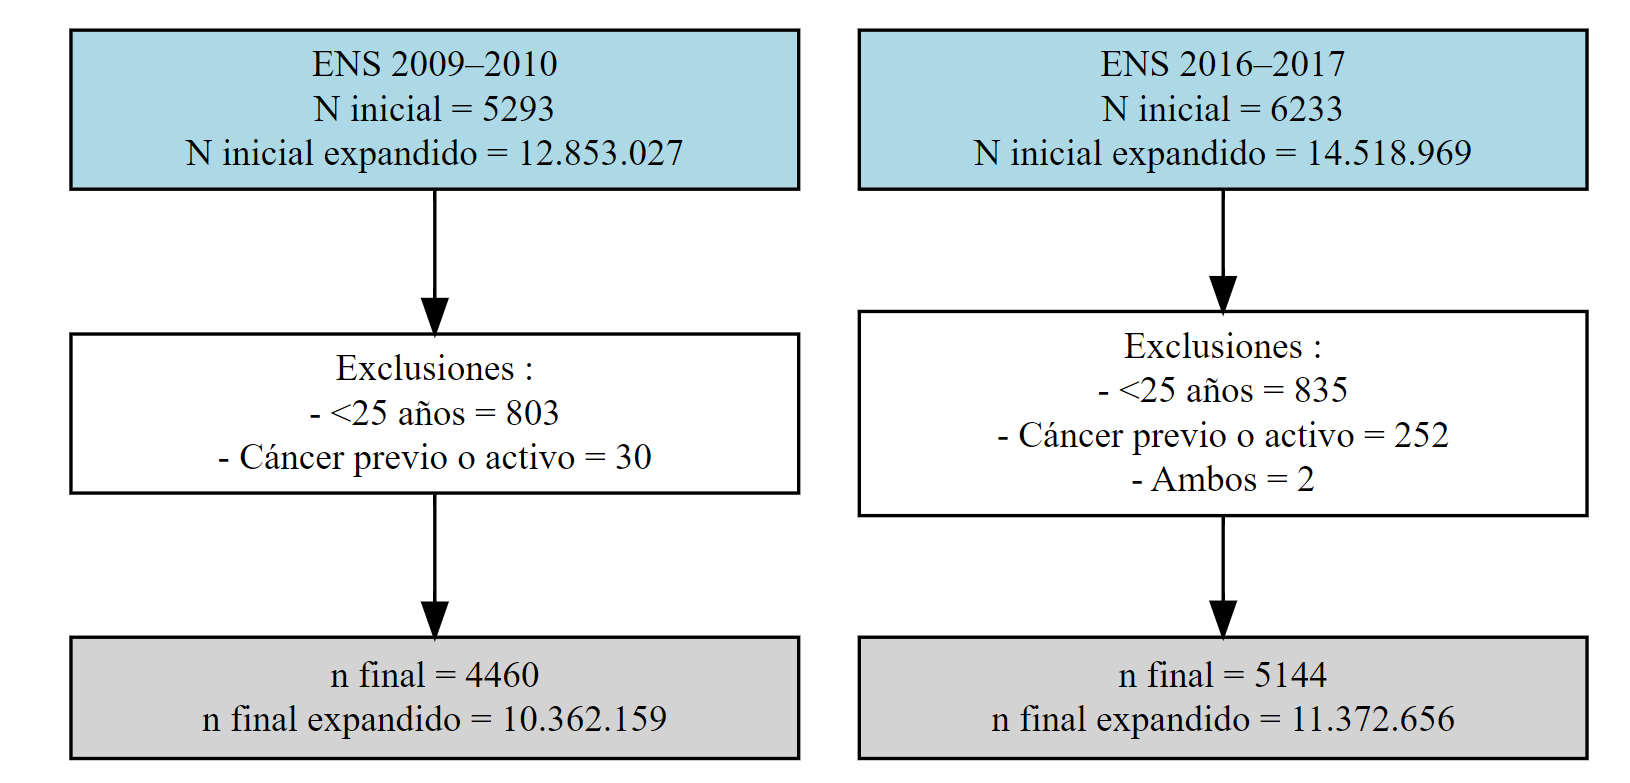 ENS 2009–2010
N inicial = 5293
N inicial expandido = 12.853.027
Exclusiones :
- <25 años = 803
- Cáncer previo o activo = 30
n final = 4460
n final expandido = 10.362.159
ENS 2016–2017
N inicial = 6233
N inicial expandido = 14.518.969
Exclusiones :
- <25 años = 835
- Cáncer previo o activo = 252
- Ambos = 2
n final = 5144
n final expandido = 11.372.656